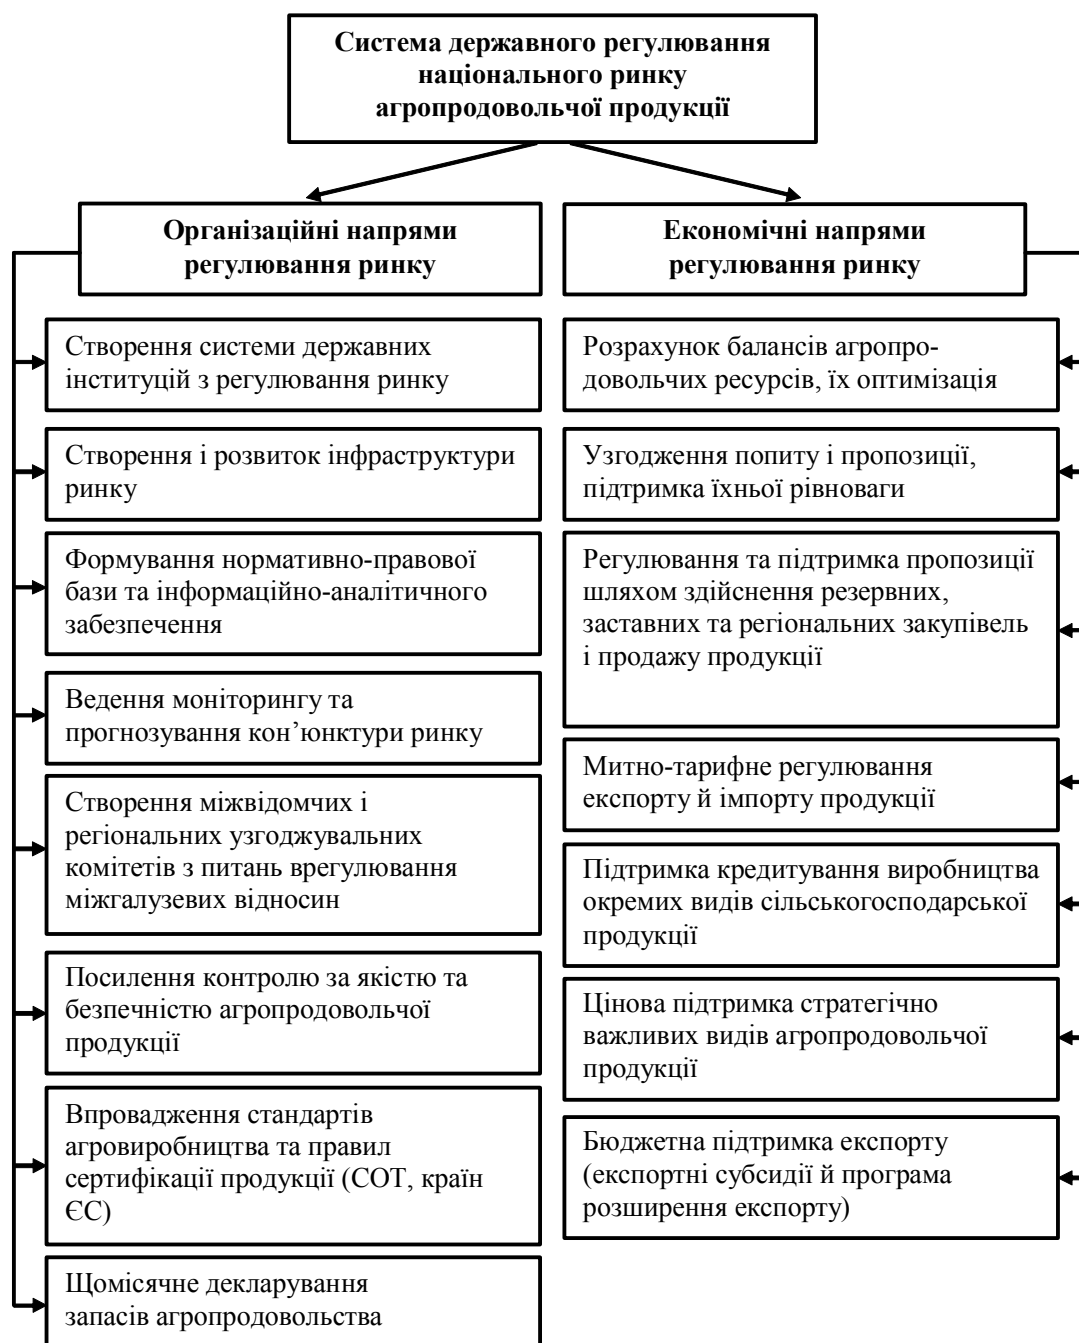 Система державного регулювання
національного ринку
агропродовольчої продукції
Організаційні напрями
регулювання ринку
Створення системи державних
інституцій з регулювання ринку
Створення і розвиток інфраструктури
ринку
Формування нормативно-правової
бази та інформаційно-аналітичного
забезпечення
Ведення моніторингу та
прогнозування кон’юнктури ринку
Створення міжвідомчих і
регіональних узгоджувальних
комітетів з питань врегулювання
міжгалузевих відносин
Посилення контролю за якістю та
безпечністю агропродовольчої
продукції
Впровадження стандартів
агровиробництва та правил
сертифікації продукції (СОТ, країн
ЄС)
Щомісячне декларування
запасів агропродовольства
Економічні напрями
регулювання ринку
Розрахунок балансів агропро-
довольчих ресурсів, їх оптимізація
Узгодження попиту і пропозиції,
підтримка їхньої рівноваги
Регулювання та підтримка пропозиції
шляхом здійснення резервних,
заставних та регіональних закупівель
і продажу продукції
Митно-тарифне регулювання
експорту й імпорту продукції
Підтримка кредитування виробництва
окремих видів сільськогосподарської
продукції
Цінова підтримка стратегічно
важливих видів агропродовольчої
продукції
Бюджетна підтримка експорту
(експортні субсидії й програма
розширення експорту)